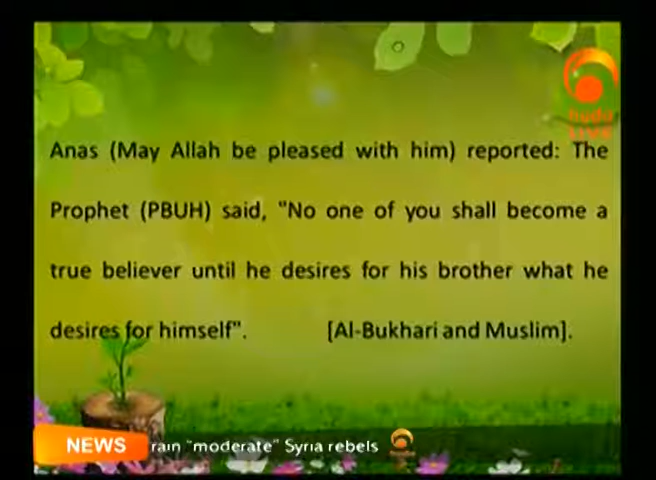 huda
Anas (May Allah be pleased with him) reported: The
Prophet (PBUH) said, "No one of you shall become a
true believer until he desires for his brother what he
desires for himself". [Al-Bukhari and Muslim].
NEWS rain "moderate" Syria rebels